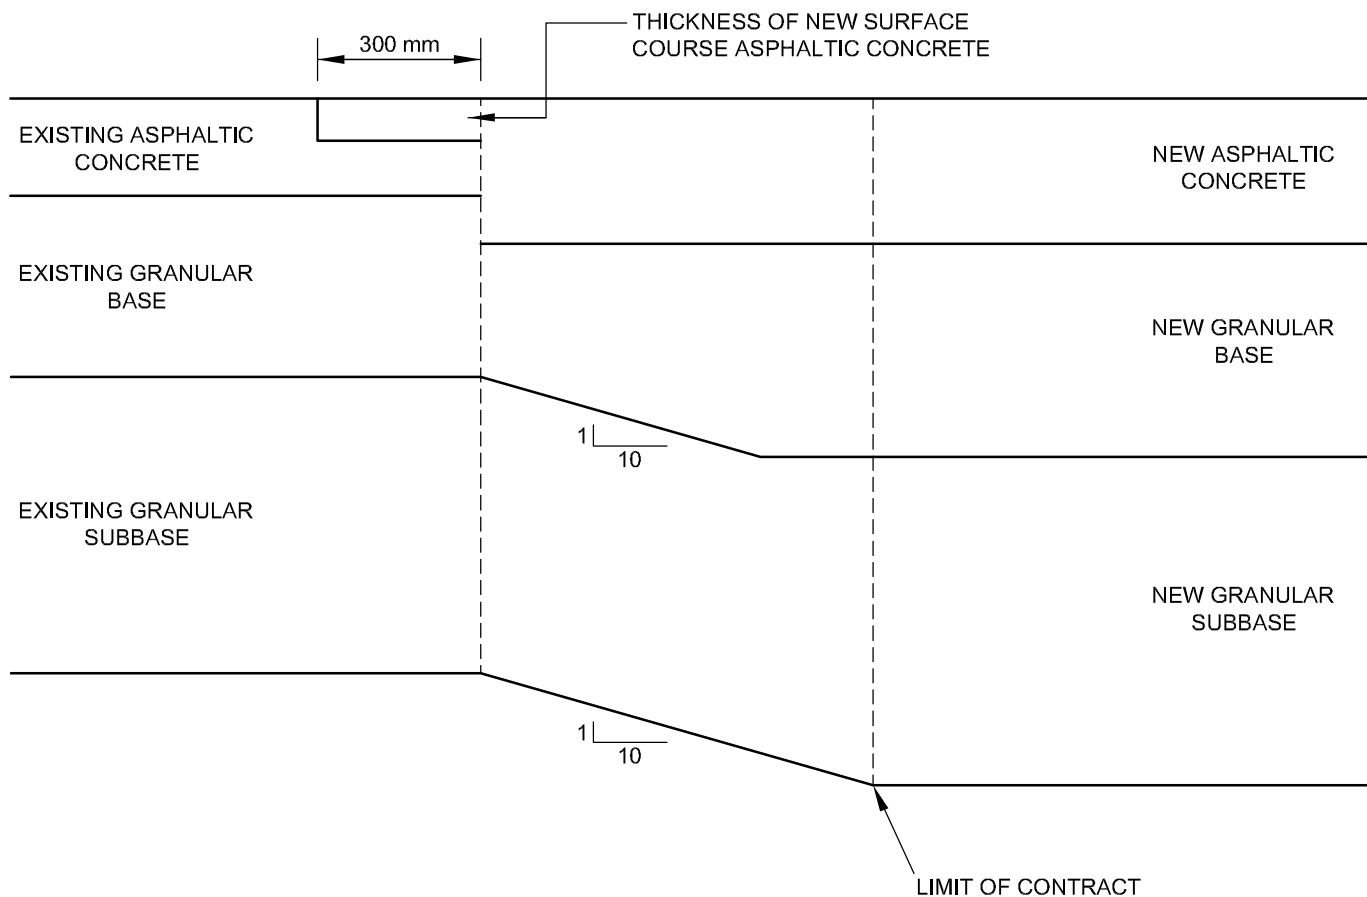 THICKNESS OF NEW SURFACE
COURSE ASPHALTIC CONCRETE
300 mm
EXISTING ASPHALTIC
CONCRETE
NEW ASPHALTIC
CONCRETE
EXISTING GRANULAR
BASE
NEW GRANULAR
BASE
1
10
EXISTING GRANULAR
SUBBASE
NEW GRANULAR
SUBBASE
1
10
LIMIT OF CONTRACT